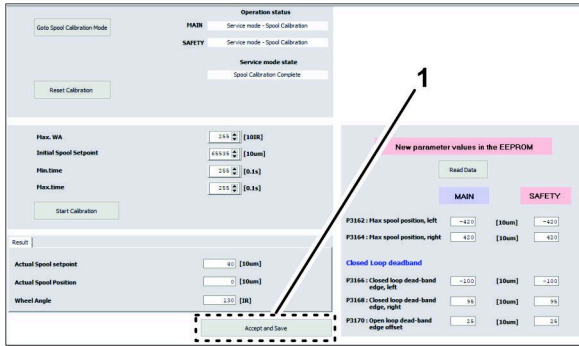 Operation status
Goto Spool Calibration Mode
MAIN Service mode - Spool Calibration
SAFETY Service mode - Spool Calibration
Service mode state
Spool Calibration Complete
Reset Calibration
1
Max. WA 255 [10IR]
Initial Spool Setpoint 65535 [10um]
Min.time 255 [0.1s]
Max.time 255 [0.1s]
Start Calibration
New parameter values in the EEPROM
Read Data
MAIN SAFETY
P3162 : Max spool position, left -420 [10um] -420
P3164 : Max spool position, right 420 [10um] 420
Closed Loop deadband
P3166 : Closed loop dead-band -100 [10um] -100
edge, left
P3168 : Closed loop dead-band 95 [10um] 95
edge, right
P3170 : Open loop dead-band 25 [10um] 25
edge offset
Result
Actual Spool setpoint 40 [10um]
Actual Spool Position 0 [10um]
Wheel Angle 130 [IR]
Accept and Save